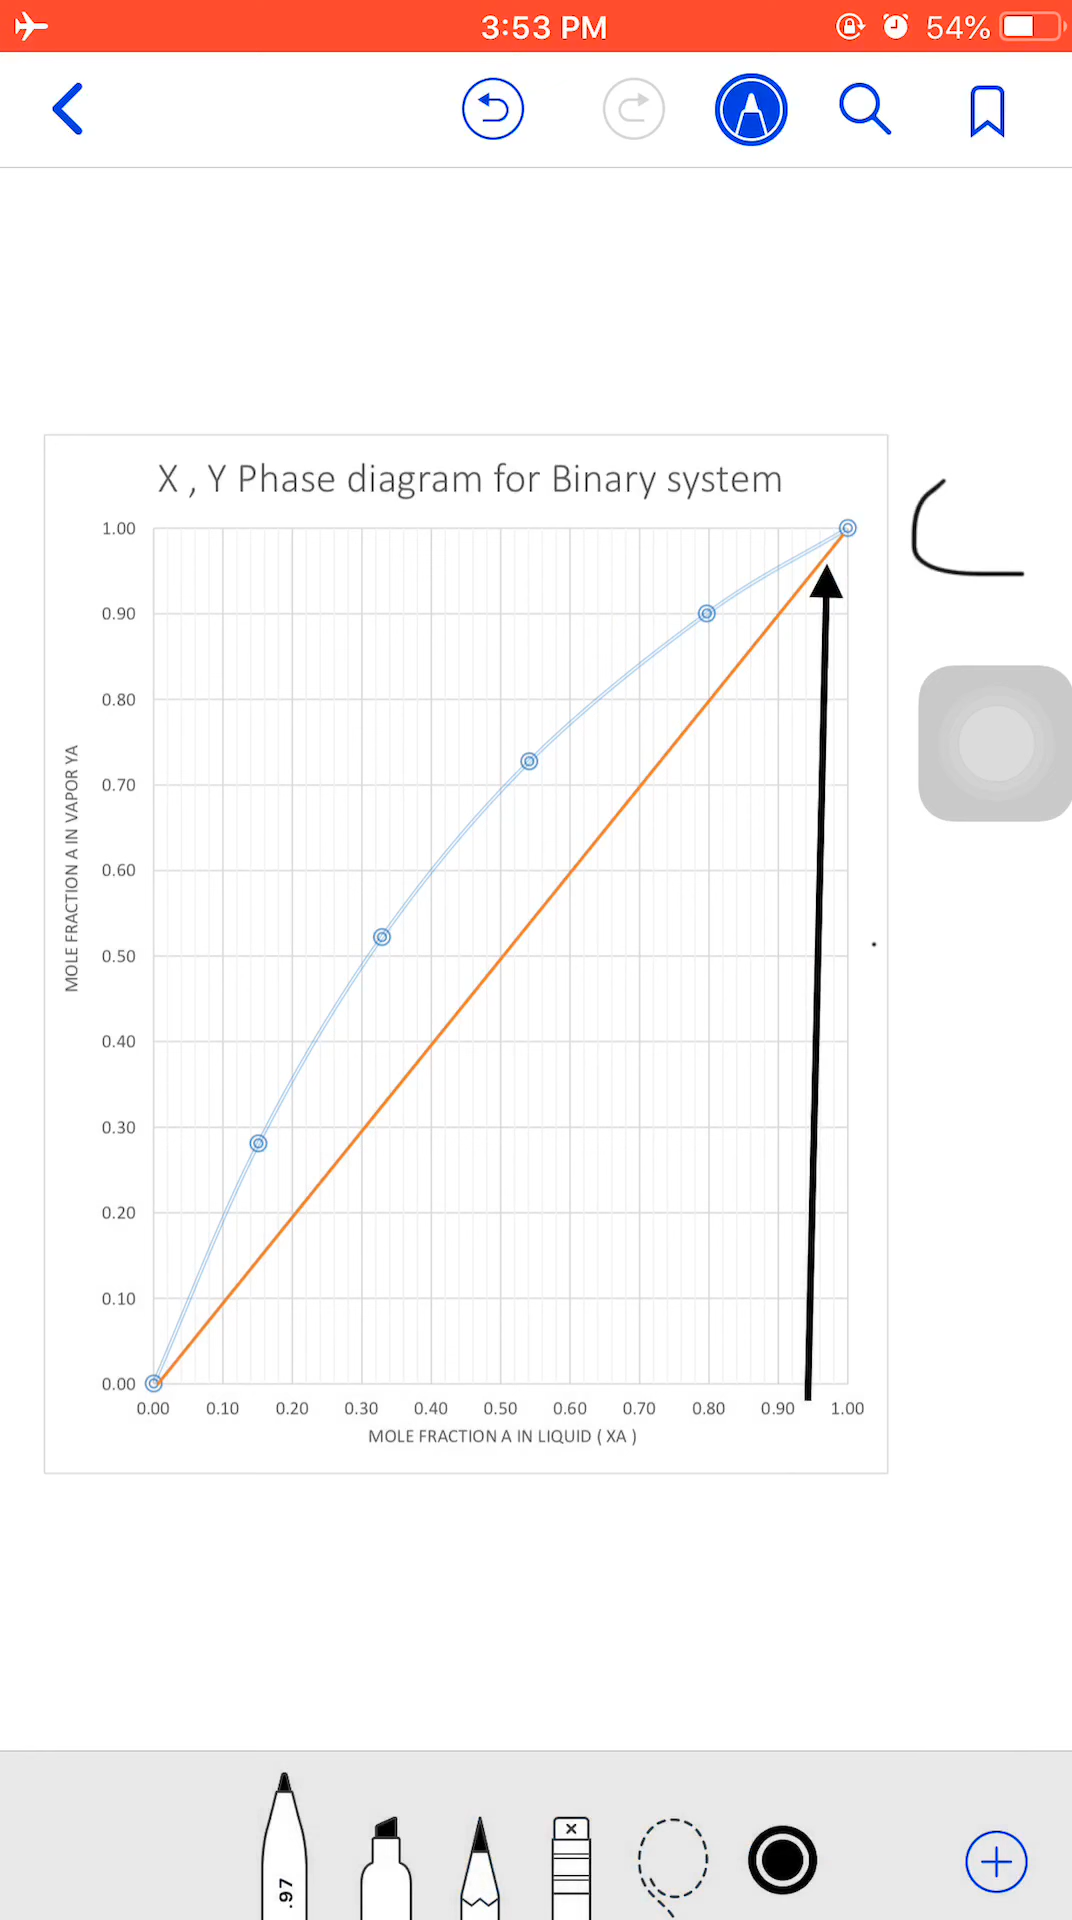 3:53 PM
54%
X , Y Phase diagram for Binary system
1.00
0.90
0.80
0.70
0.60
0.50
0.40
0.30
0.20
0.10
0.00
MOLE FRACTION A IN VAPOR YA
0.00 0.10 0.20 0.30 0.40 0.50 0.60 0.70 0.80 0.90 1.00
MOLE FRACTION A IN LIQUID ( XA )
.97